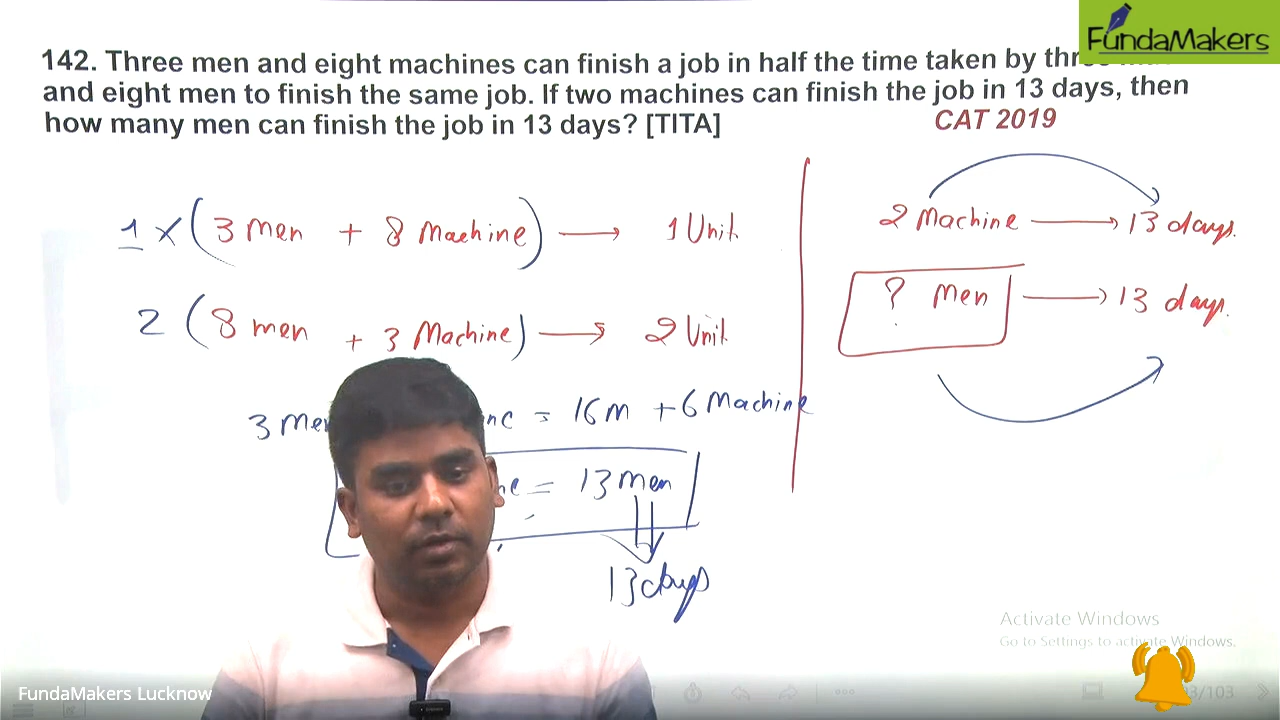 FundaMakers
142. Three men and eight machines can finish a job in half the time taken by
and eight men to finish the same job. If two machines can finish the job in 13 days, then
how many men can finish the job in 13 days? [TITA]
CAT 2019
1 × (3 men + 8 Machine) → 1 Unit
2 (8 men + 3 Machine) → 2 Unit
3 = 16m + 6 Machine
= 13 men
13 days
2 Machine → 13 days.
? men → 13 days.
Activate Windows
Go to Settings to activate Windows.
FundaMakers Lucknow
/103